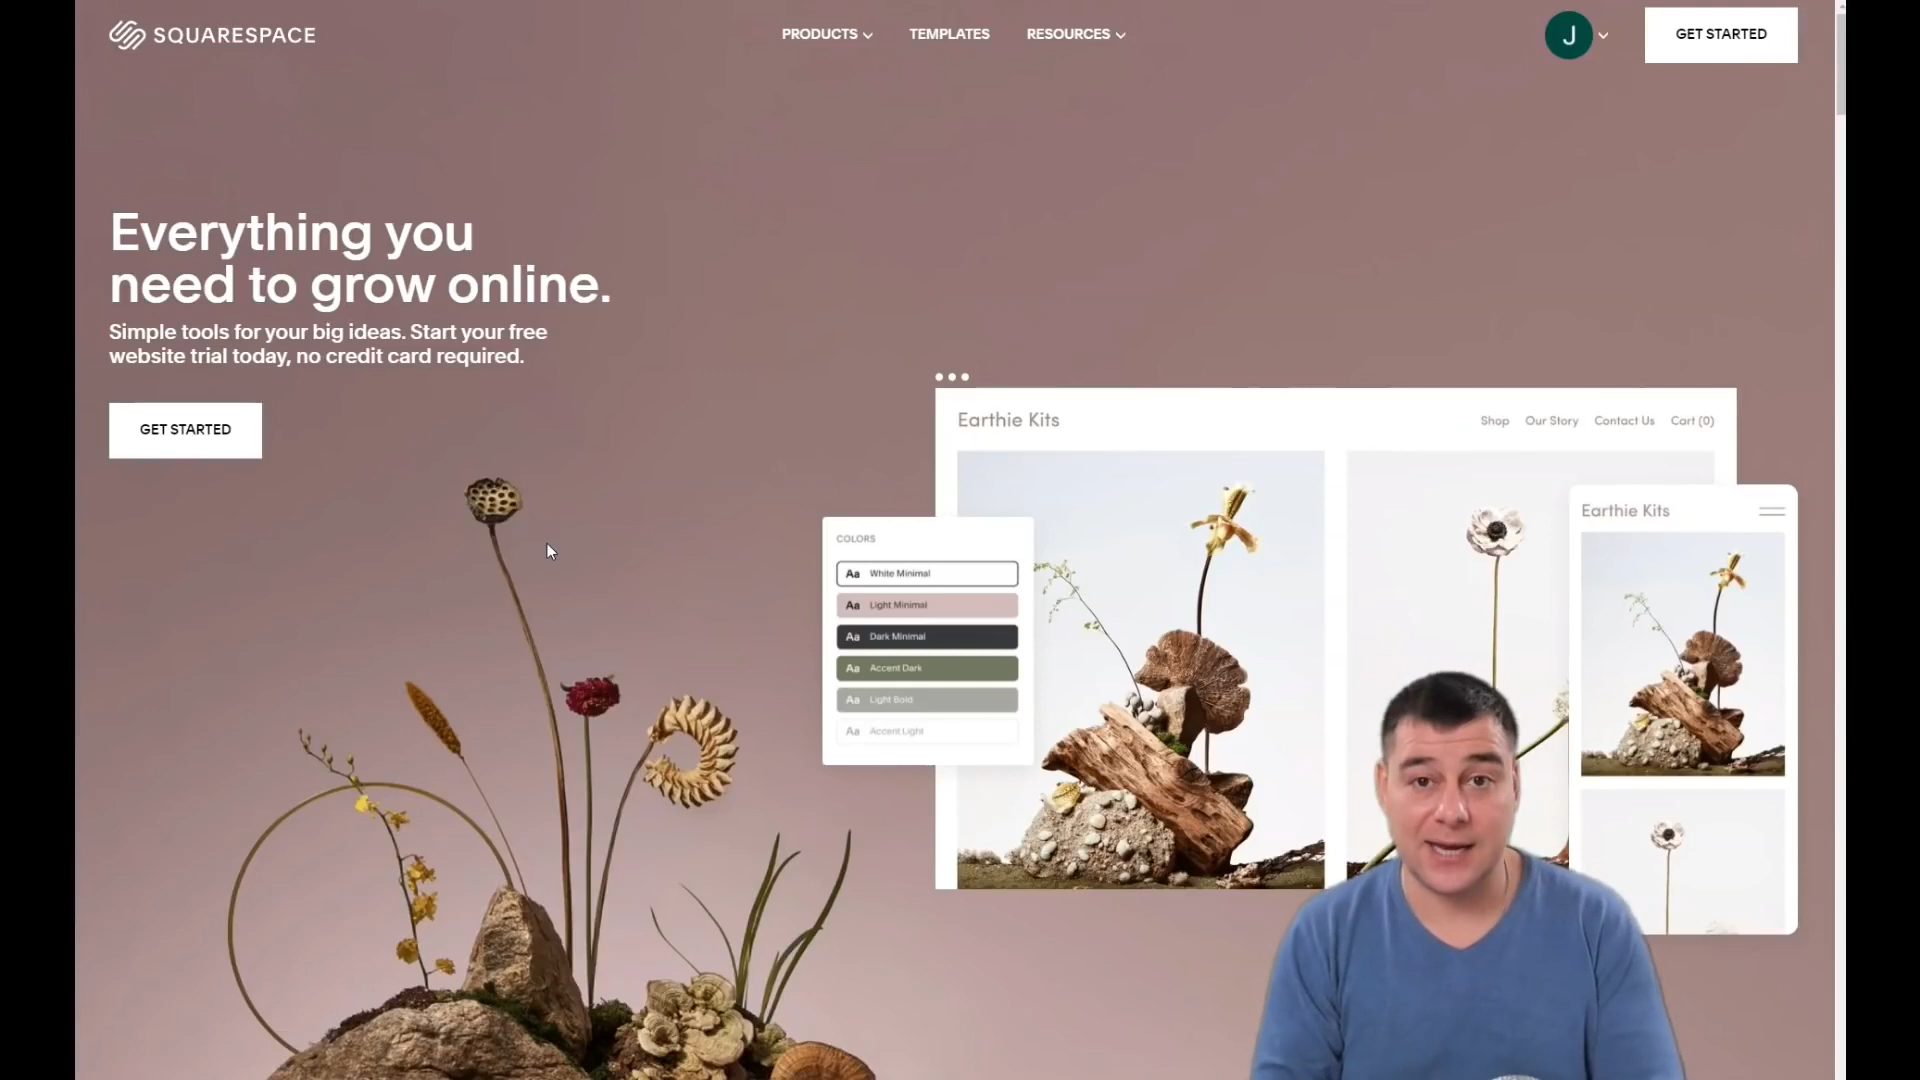 SQUARESPACE
PRODUCTS
TEMPLATES
RESOURCES
J
GET STARTED
Everything you
need to grow online.
Simple tools for your big ideas. Start your free
website trial today, no credit card required.
GET STARTED
Earthie Kits
Shop
Our Story
Contact Us
Cart (0)
COLORS
Aa White Minimal
Aa Light Minimal
Aa Dark Minimal
Aa Accent Dark
Aa Light Bold
Aa Accent Light
Earthie Kits